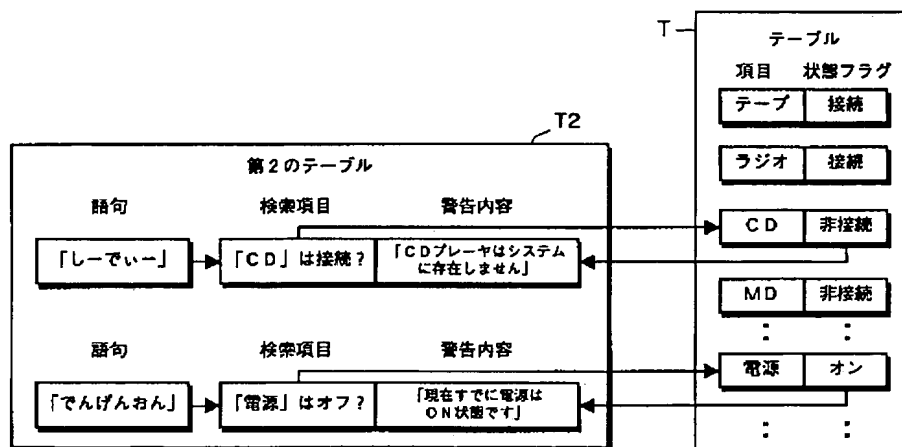 T
テーブル
項目 状態フラグ
テープ 接続
ラジオ 接続
CD 非接続
MD 非接続
: :
電源 オン
: :
T2
第2のテーブル
語句 検索項目 警告内容
「しーでぃー」 「CD」は接続? 「CDプレーヤはシステム
に存在しません」
語句 検索項目 警告内容
「でんげんおん」 「電源」はオフ? 「現在すでに電源は
ON状態です」